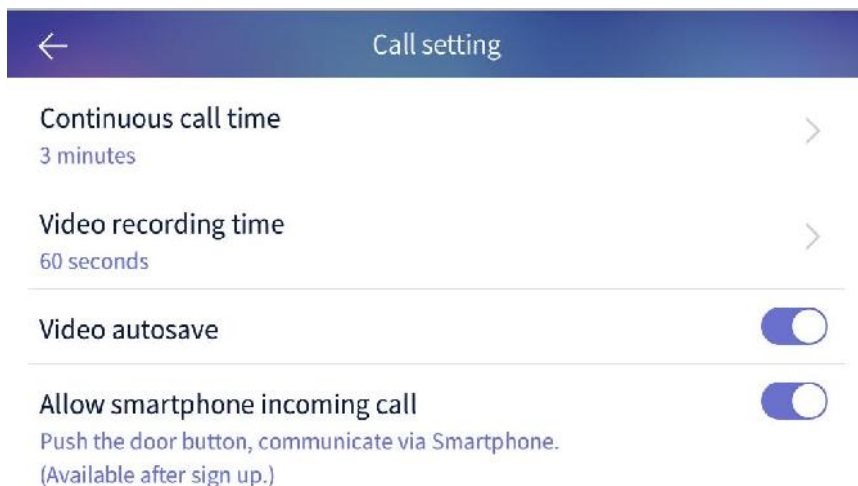 Call setting
Continuous call time
3 minutes
Video recording time
60 seconds
Video autosave
Allow smartphone incoming call
Push the door button, communicate via Smartphone.
(Available after sign up.)